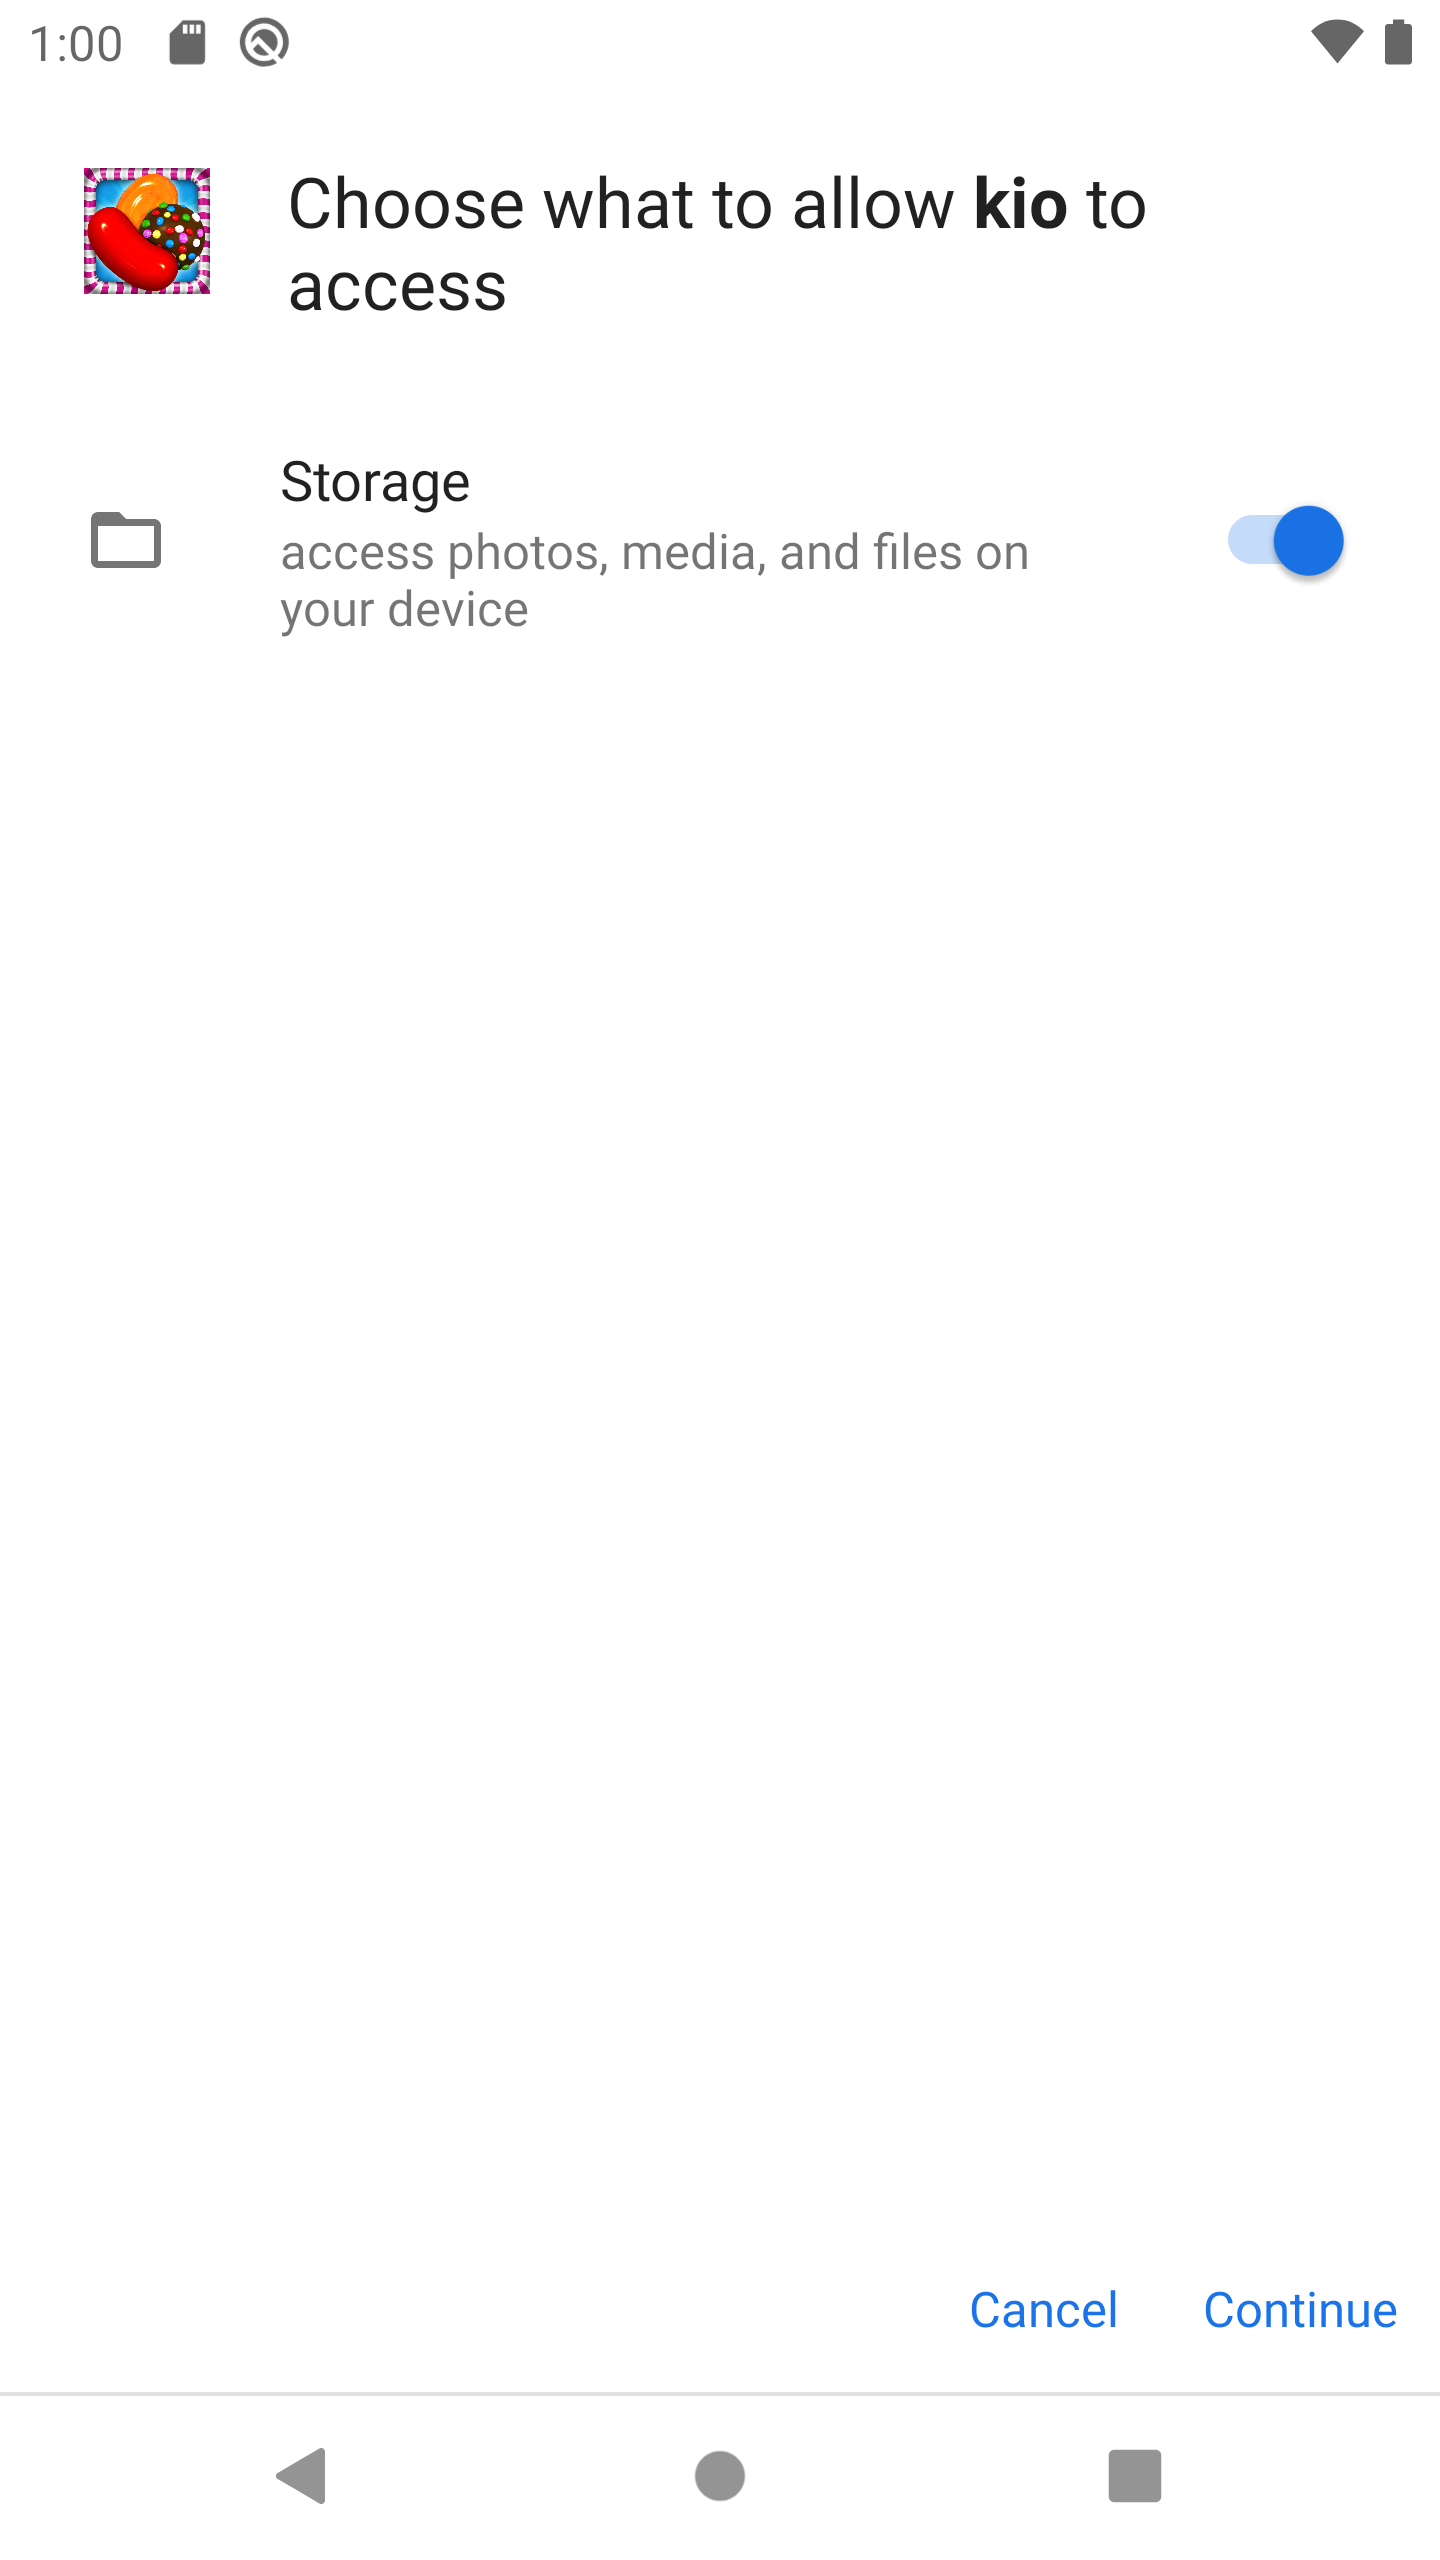 1:00
Choose what to allow kio to
access
Storage
access photos, media, and files on
your device
Cancel Continue